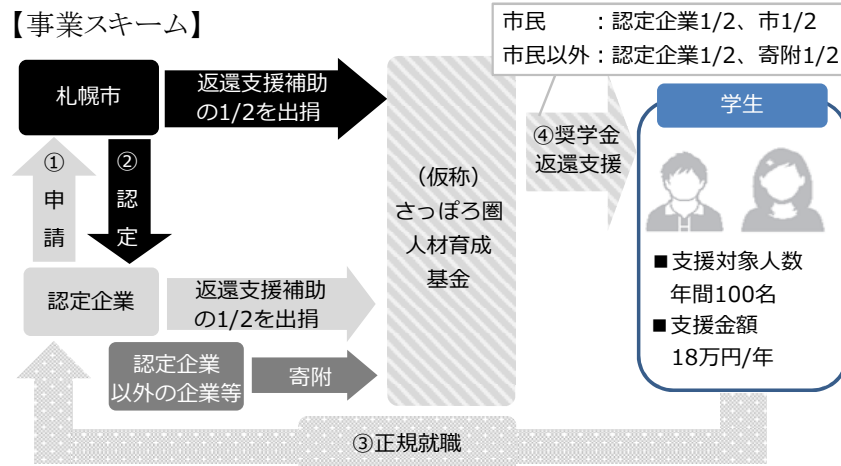 【事業スキーム】
市民　　：認定企業1/2、市1/2
市民以外：認定企業1/2、寄附1/2
札幌市
返還支援補助
の1/2を出捐
①
申
請
②
認
定
認定企業
返還支援補助
の1/2を出捐
認定企業
以外の企業等
寄附
（仮称）
さっぽろ圏
人材育成
基金
④奨学金
返還支援
学生
■支援対象人数
年間100名
■支援金額
18万円/年
③正規就職